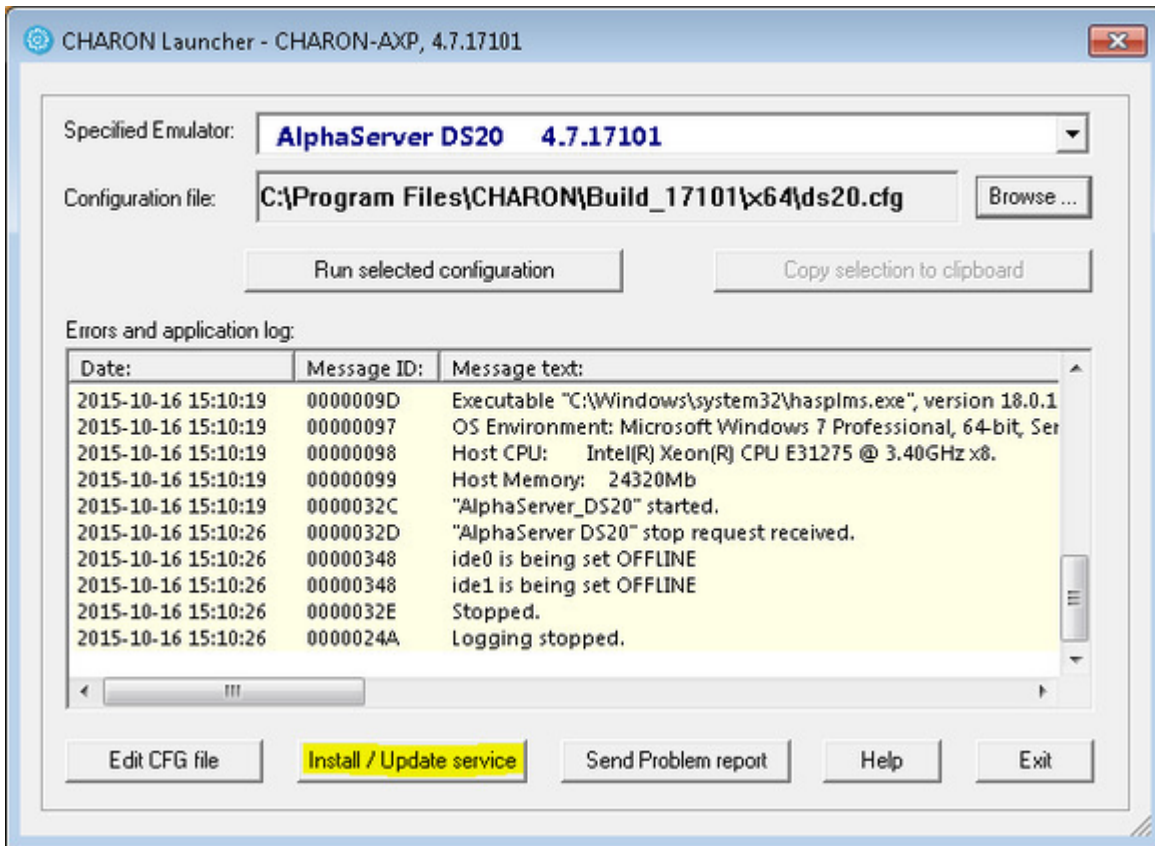 CHARON Launcher - CHARON-AXP, 4.7.17101
Specified Emulator: AlphaServer DS20 4.7.17101
Configuration file: C:\Program Files\CHARON\Build_17101\x64\ds20.cfg Browse ...
Run selected configuration Copy selection to clipboard
Errors and application log:
Date: Message ID: Message text:
2015-10-16 15:10:19 0000009D Executable "C:\Windows\system32\hasplms.exe", version 18.0.1
2015-10-16 15:10:19 00000097 OS Environment: Microsoft Windows 7 Professional, 64-bit, Ser
2015-10-16 15:10:19 00000098 Host CPU: Intel(R) Xeon(R) CPU E31275 @ 3.40GHz x8.
2015-10-16 15:10:19 00000099 Host Memory: 24320Mb
2015-10-16 15:10:19 0000032C "AlphaServer_DS20" started.
2015-10-16 15:10:26 0000032D "AlphaServer DS20" stop request received.
2015-10-16 15:10:26 00000348 ide0 is being set OFFLINE
2015-10-16 15:10:26 00000348 ide1 is being set OFFLINE
2015-10-16 15:10:26 0000032E Stopped.
2015-10-16 15:10:26 0000024A Logging stopped.
Edit CFG file Install / Update service Send Problem report Help Exit